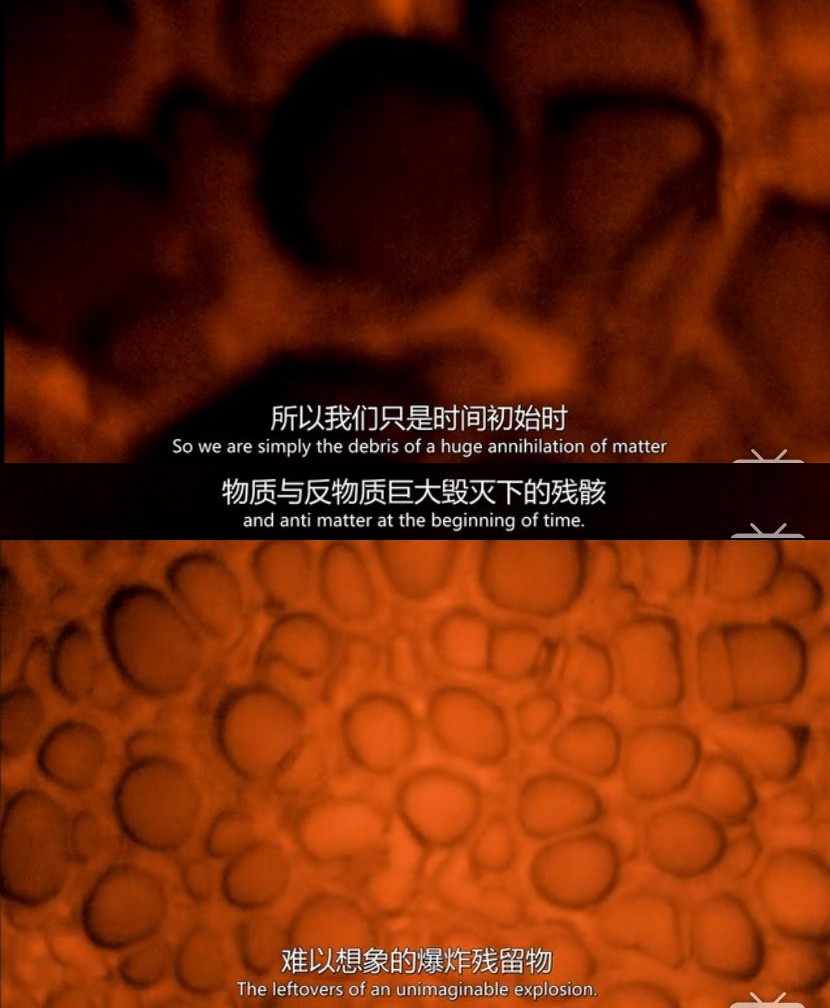 所以我们只是时间初始时
So we are simply the debris of a huge annihilation of matter
物质与反物质巨大毁灭下的残骸
and anti matter at the beginning of time.
难以想象的爆炸残留物
The leftovers of an unimaginable explosion.